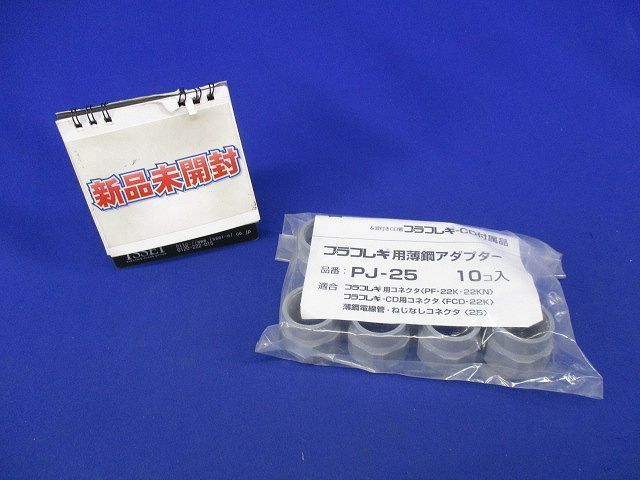 新品未開封
ISSEI
0120-222-018
&波付きCD管 プラフレキ-CD付属品
プラフレキ用薄鋼アダプター
品番: PJ-25 10コ入
適合 プラフレキ用コネクタ〈PF-22K・22KN〉
プラフレキ-CD用コネクタ〈FCD-22K〉
薄鋼電線管・ねじなしコネクタ〈25〉